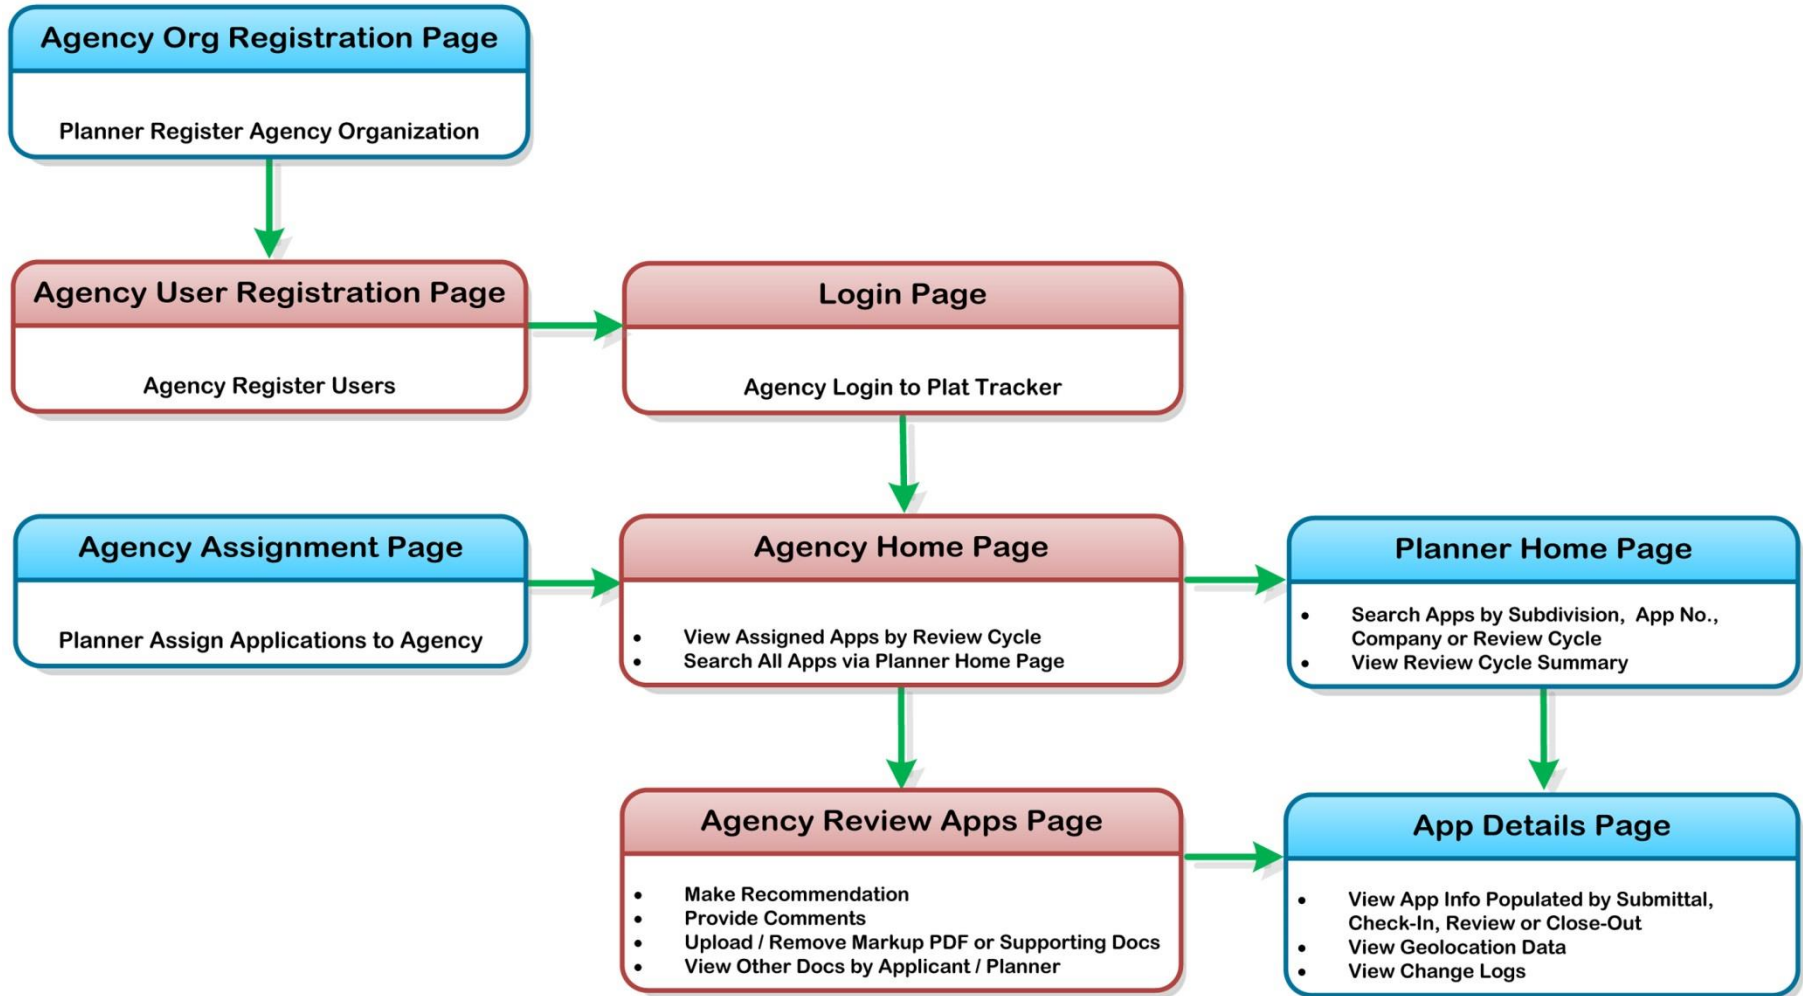 Agency Org Registration Page
Planner Register Agency Organization
Agency User Registration Page
Agency Register Users
Login Page
Agency Login to Plat Tracker
Agency Assignment Page
Planner Assign Applications to Agency
Agency Home Page
• View Assigned Apps by Review Cycle
• Search All Apps via Planner Home Page
Planner Home Page
• Search Apps by Subdivision, App No.,
Company or Review Cycle
• View Review Cycle Summary
Agency Review Apps Page
• Make Recommendation
• Provide Comments
• Upload / Remove Markup PDF or Supporting Docs
• View Other Docs by Applicant / Planner
App Details Page
• View App Info Populated by Submittal,
Check-In, Review or Close-Out
• View Geolocation Data
• View Change Logs